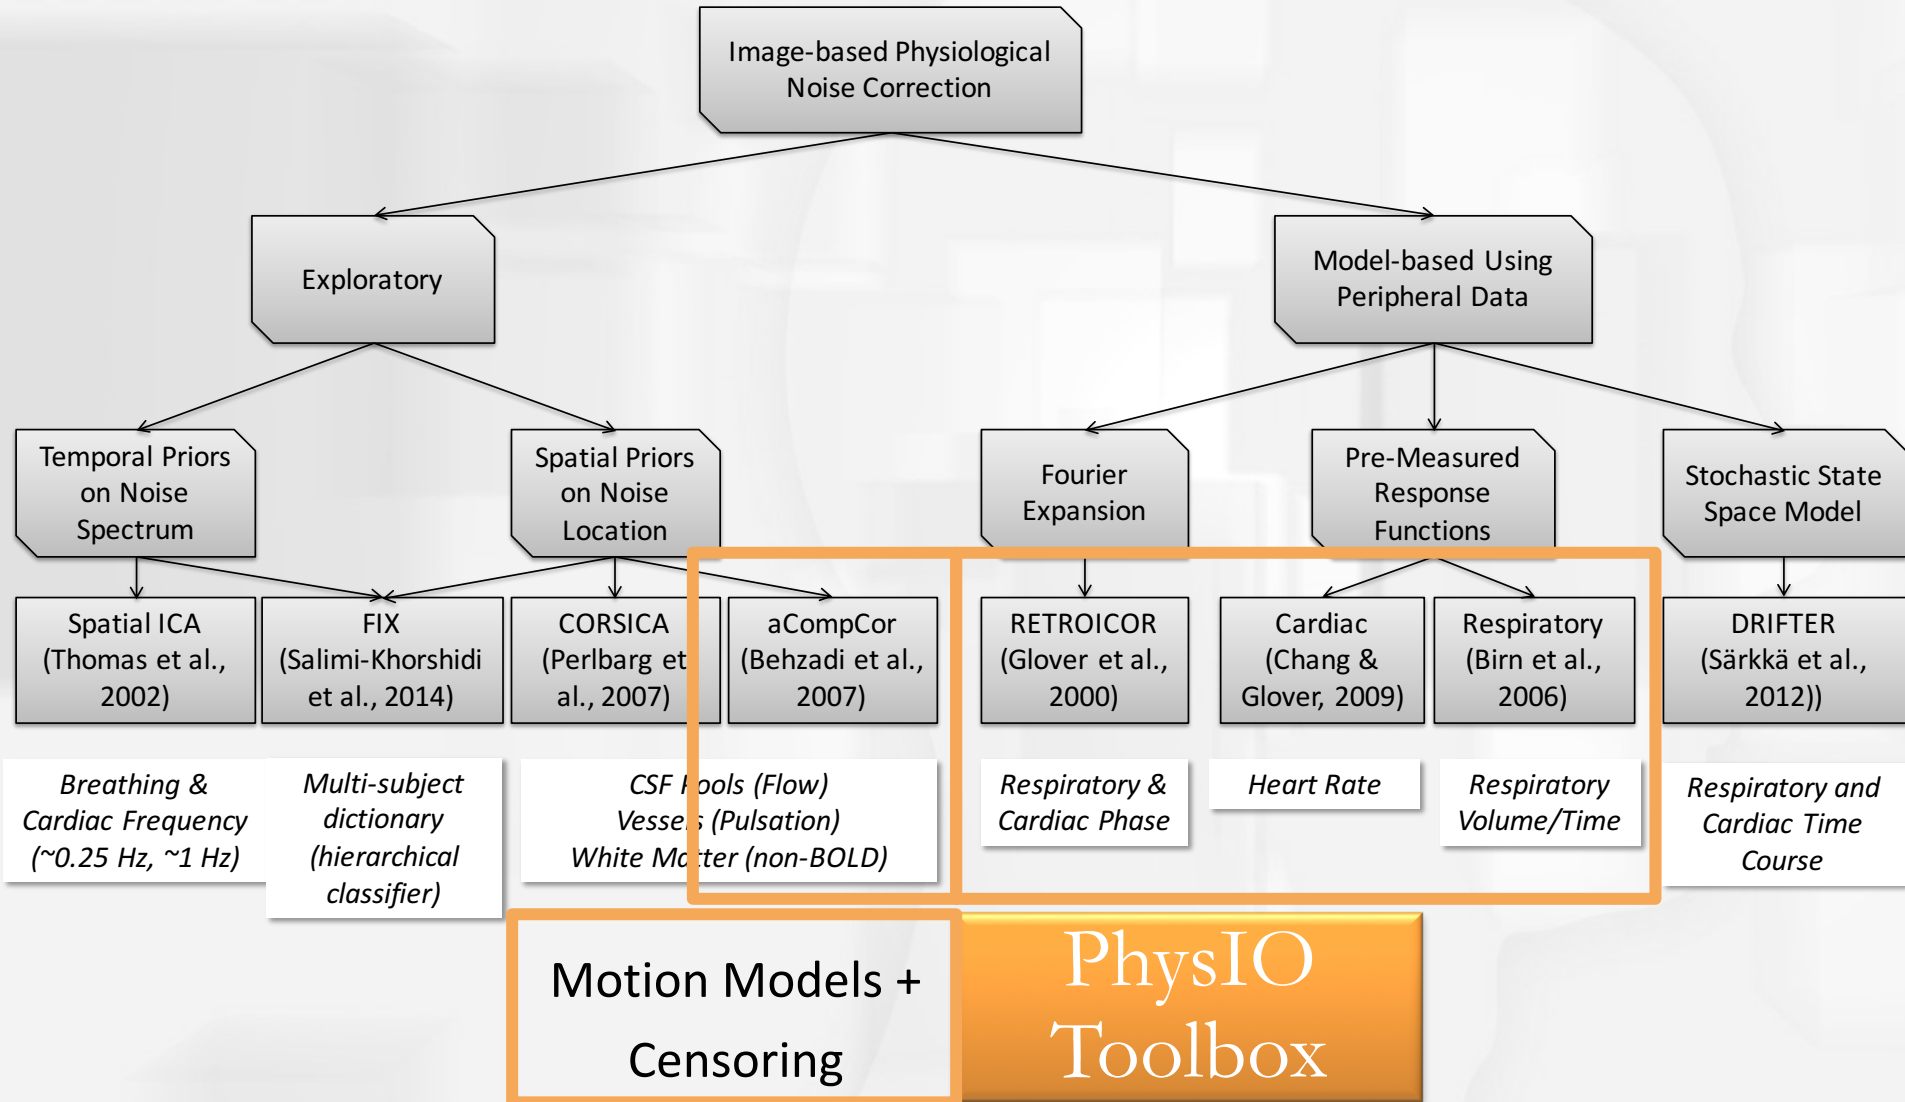 Image-based Physiological
Noise Correction
Exploratory
Model-based Using
Peripheral Data
Temporal Priors
on Noise
Spectrum
Spatial Priors
on Noise
Location
Fourier
Expansion
Pre-Measured
Response
Functions
Stochastic State
Space Model
Spatial ICA
(Thomas et al.,
2002)
FIX
(Salimi-Khorshidi
et al., 2014)
CORSICA
(Perlbarg et
al., 2007)
aCompCor
(Behzadi et al.,
2007)
RETROICOR
(Glover et al.,
2000)
Cardiac
(Chang &
Glover, 2009)
Respiratory
(Birn et al.,
2006)
DRIFTER
(Särkkä et al.,
2012))
Breathing &
Cardiac Frequency
(~0.25 Hz, ~1 Hz)
Multi-subject
dictionary
(hierarchical
classifier)
CSF Pools (Flow)
Vessels (Pulsation)
White Matter (non-BOLD)
Respiratory &
Cardiac Phase
Heart Rate
Respiratory
Volume/Time
Respiratory and
Cardiac Time
Course
Motion Models +
Censoring
PhysIO
Toolbox